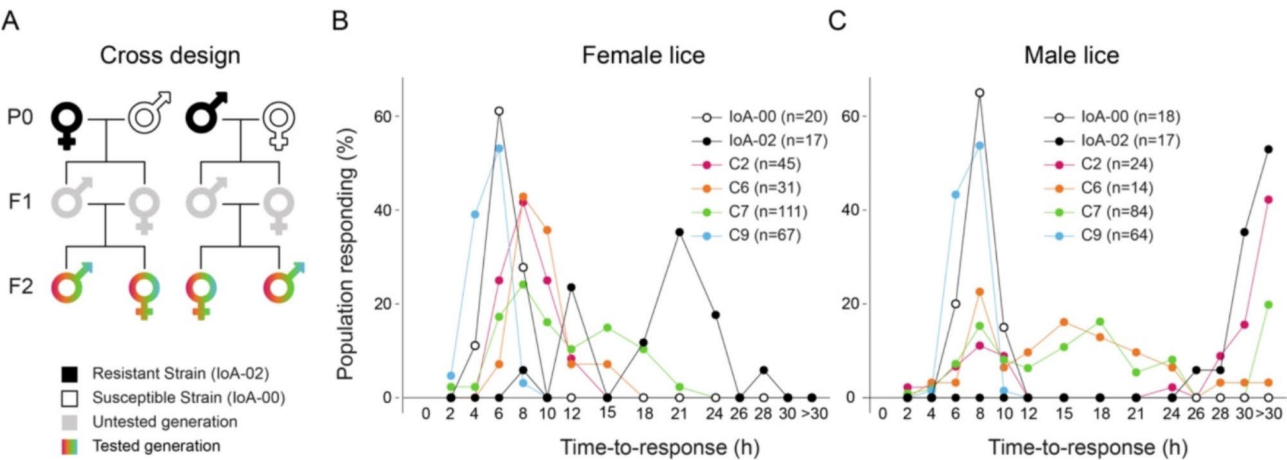 A
Cross design
P0
F1
F2
Resistant Strain (IoA-02)
Susceptible Strain (IoA-00)
Untested generation
Tested generation
B
Female lice
Population responding (%)
60
40
20
0
IoA-00 (n=20)
IoA-02 (n=17)
C2 (n=45)
C6 (n=31)
C7 (n=111)
C9 (n=67)
0 2 4 6 8 10 12 15 18 21 24 26 28 30 >30
Time-to-response (h)
C
Male lice
60
40
20
0
IoA-00 (n=18)
IoA-02 (n=17)
C2 (n=24)
C6 (n=14)
C7 (n=84)
C9 (n=64)
0 2 4 6 8 10 12 15 18 21 24 26 28 30 >30
Time-to-response (h)